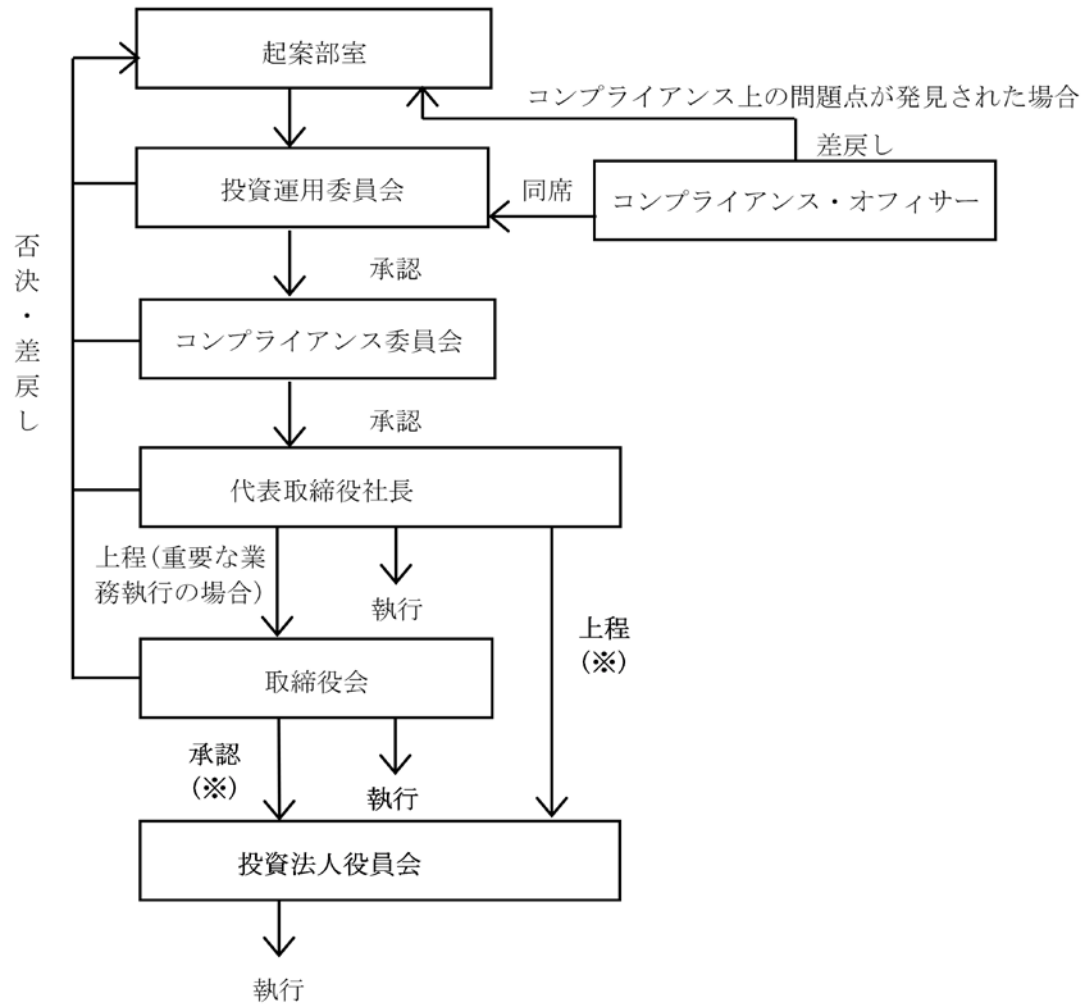 起案部室
コンプライアンス上の問題点が発見された場合
差戻し
投資運用委員会
同席
コンプライアンス・オフィサー
否決・差戻し
承認
コンプライアンス委員会
承認
代表取締役社長
上程(重要な業
務執行の場合)
執行
上程
(※)
取締役会
承認
(※)
執行
投資法人役員会
執行